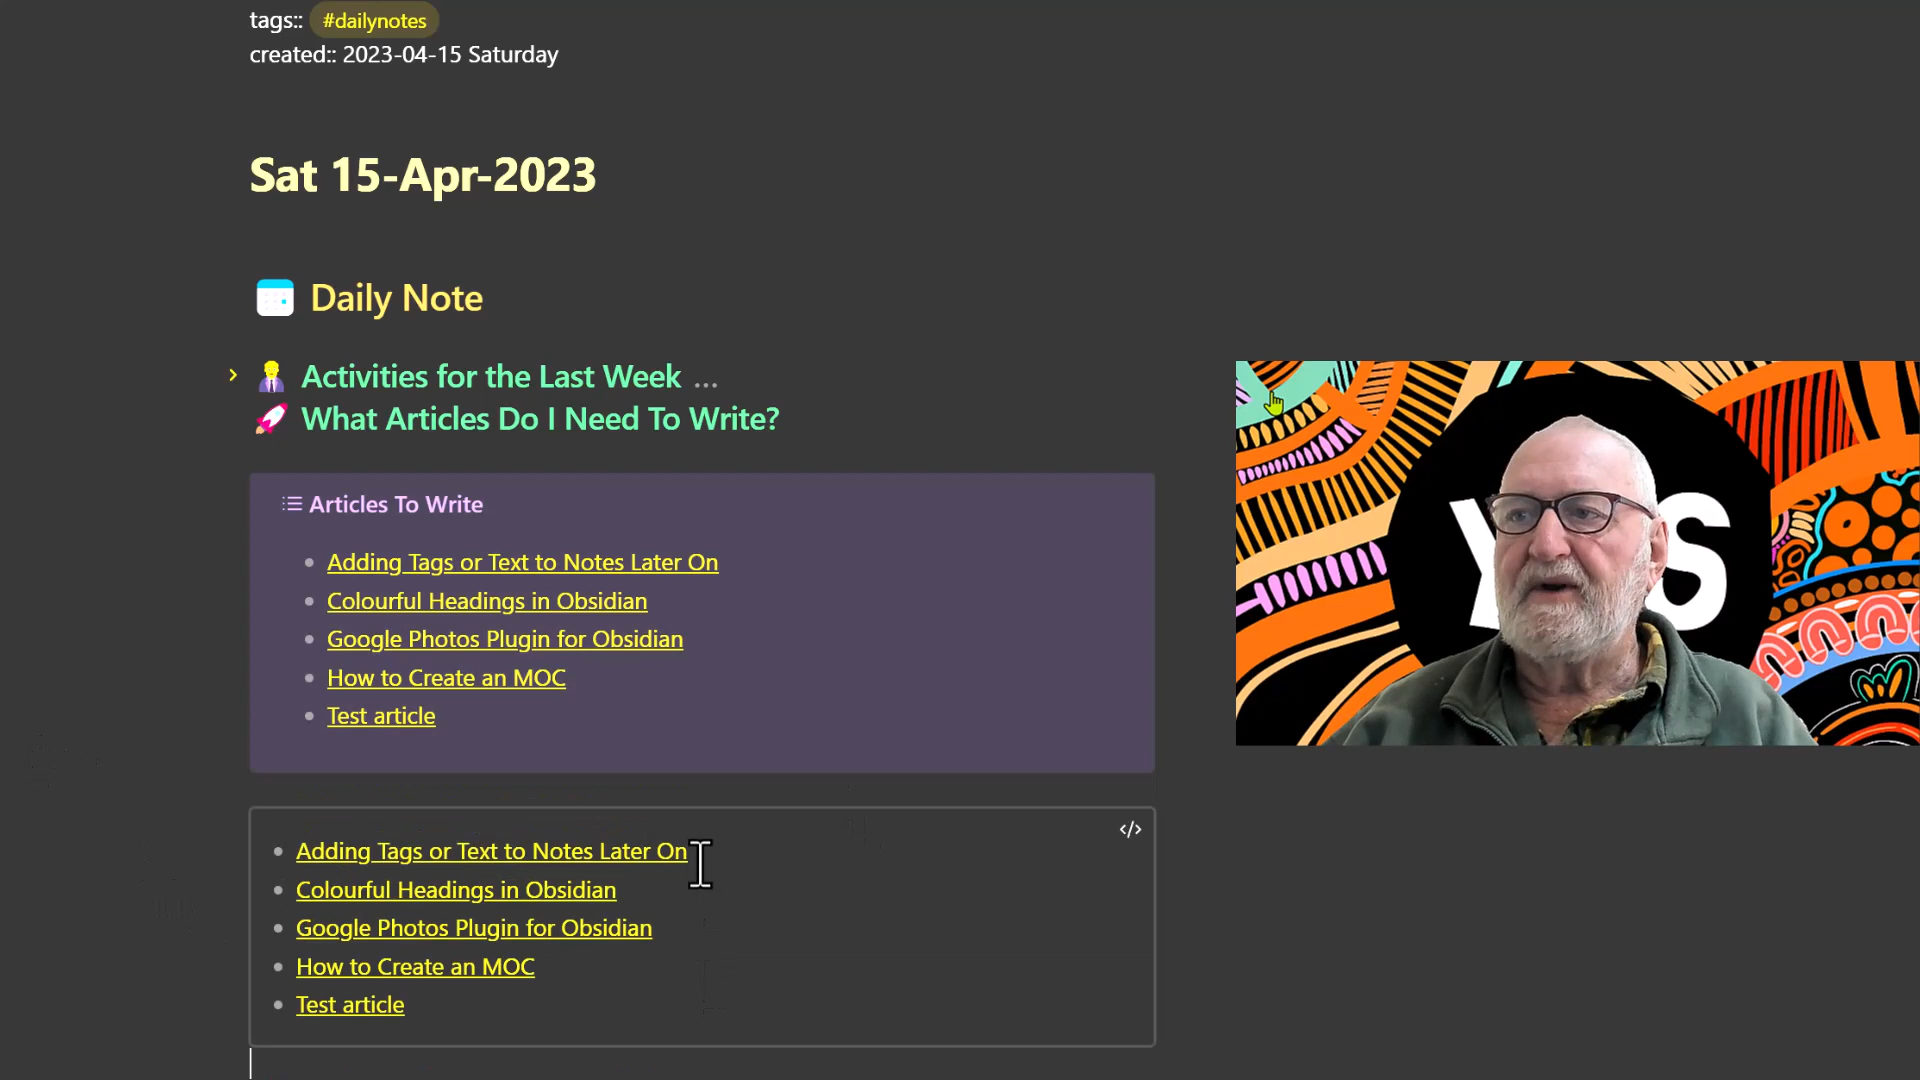 tags:: #dailynotes
created:: 2023-04-15 Saturday
Sat 15-Apr-2023
Daily Note
Activities for the Last Week ...
What Articles Do I Need To Write?
Articles To Write
Adding Tags or Text to Notes Later On
Colourful Headings in Obsidian
Google Photos Plugin for Obsidian
How to Create an MOC
Test article
YES
</>
Adding Tags or Text to Notes Later On
Colourful Headings in Obsidian
Google Photos Plugin for Obsidian
How to Create an MOC
Test article